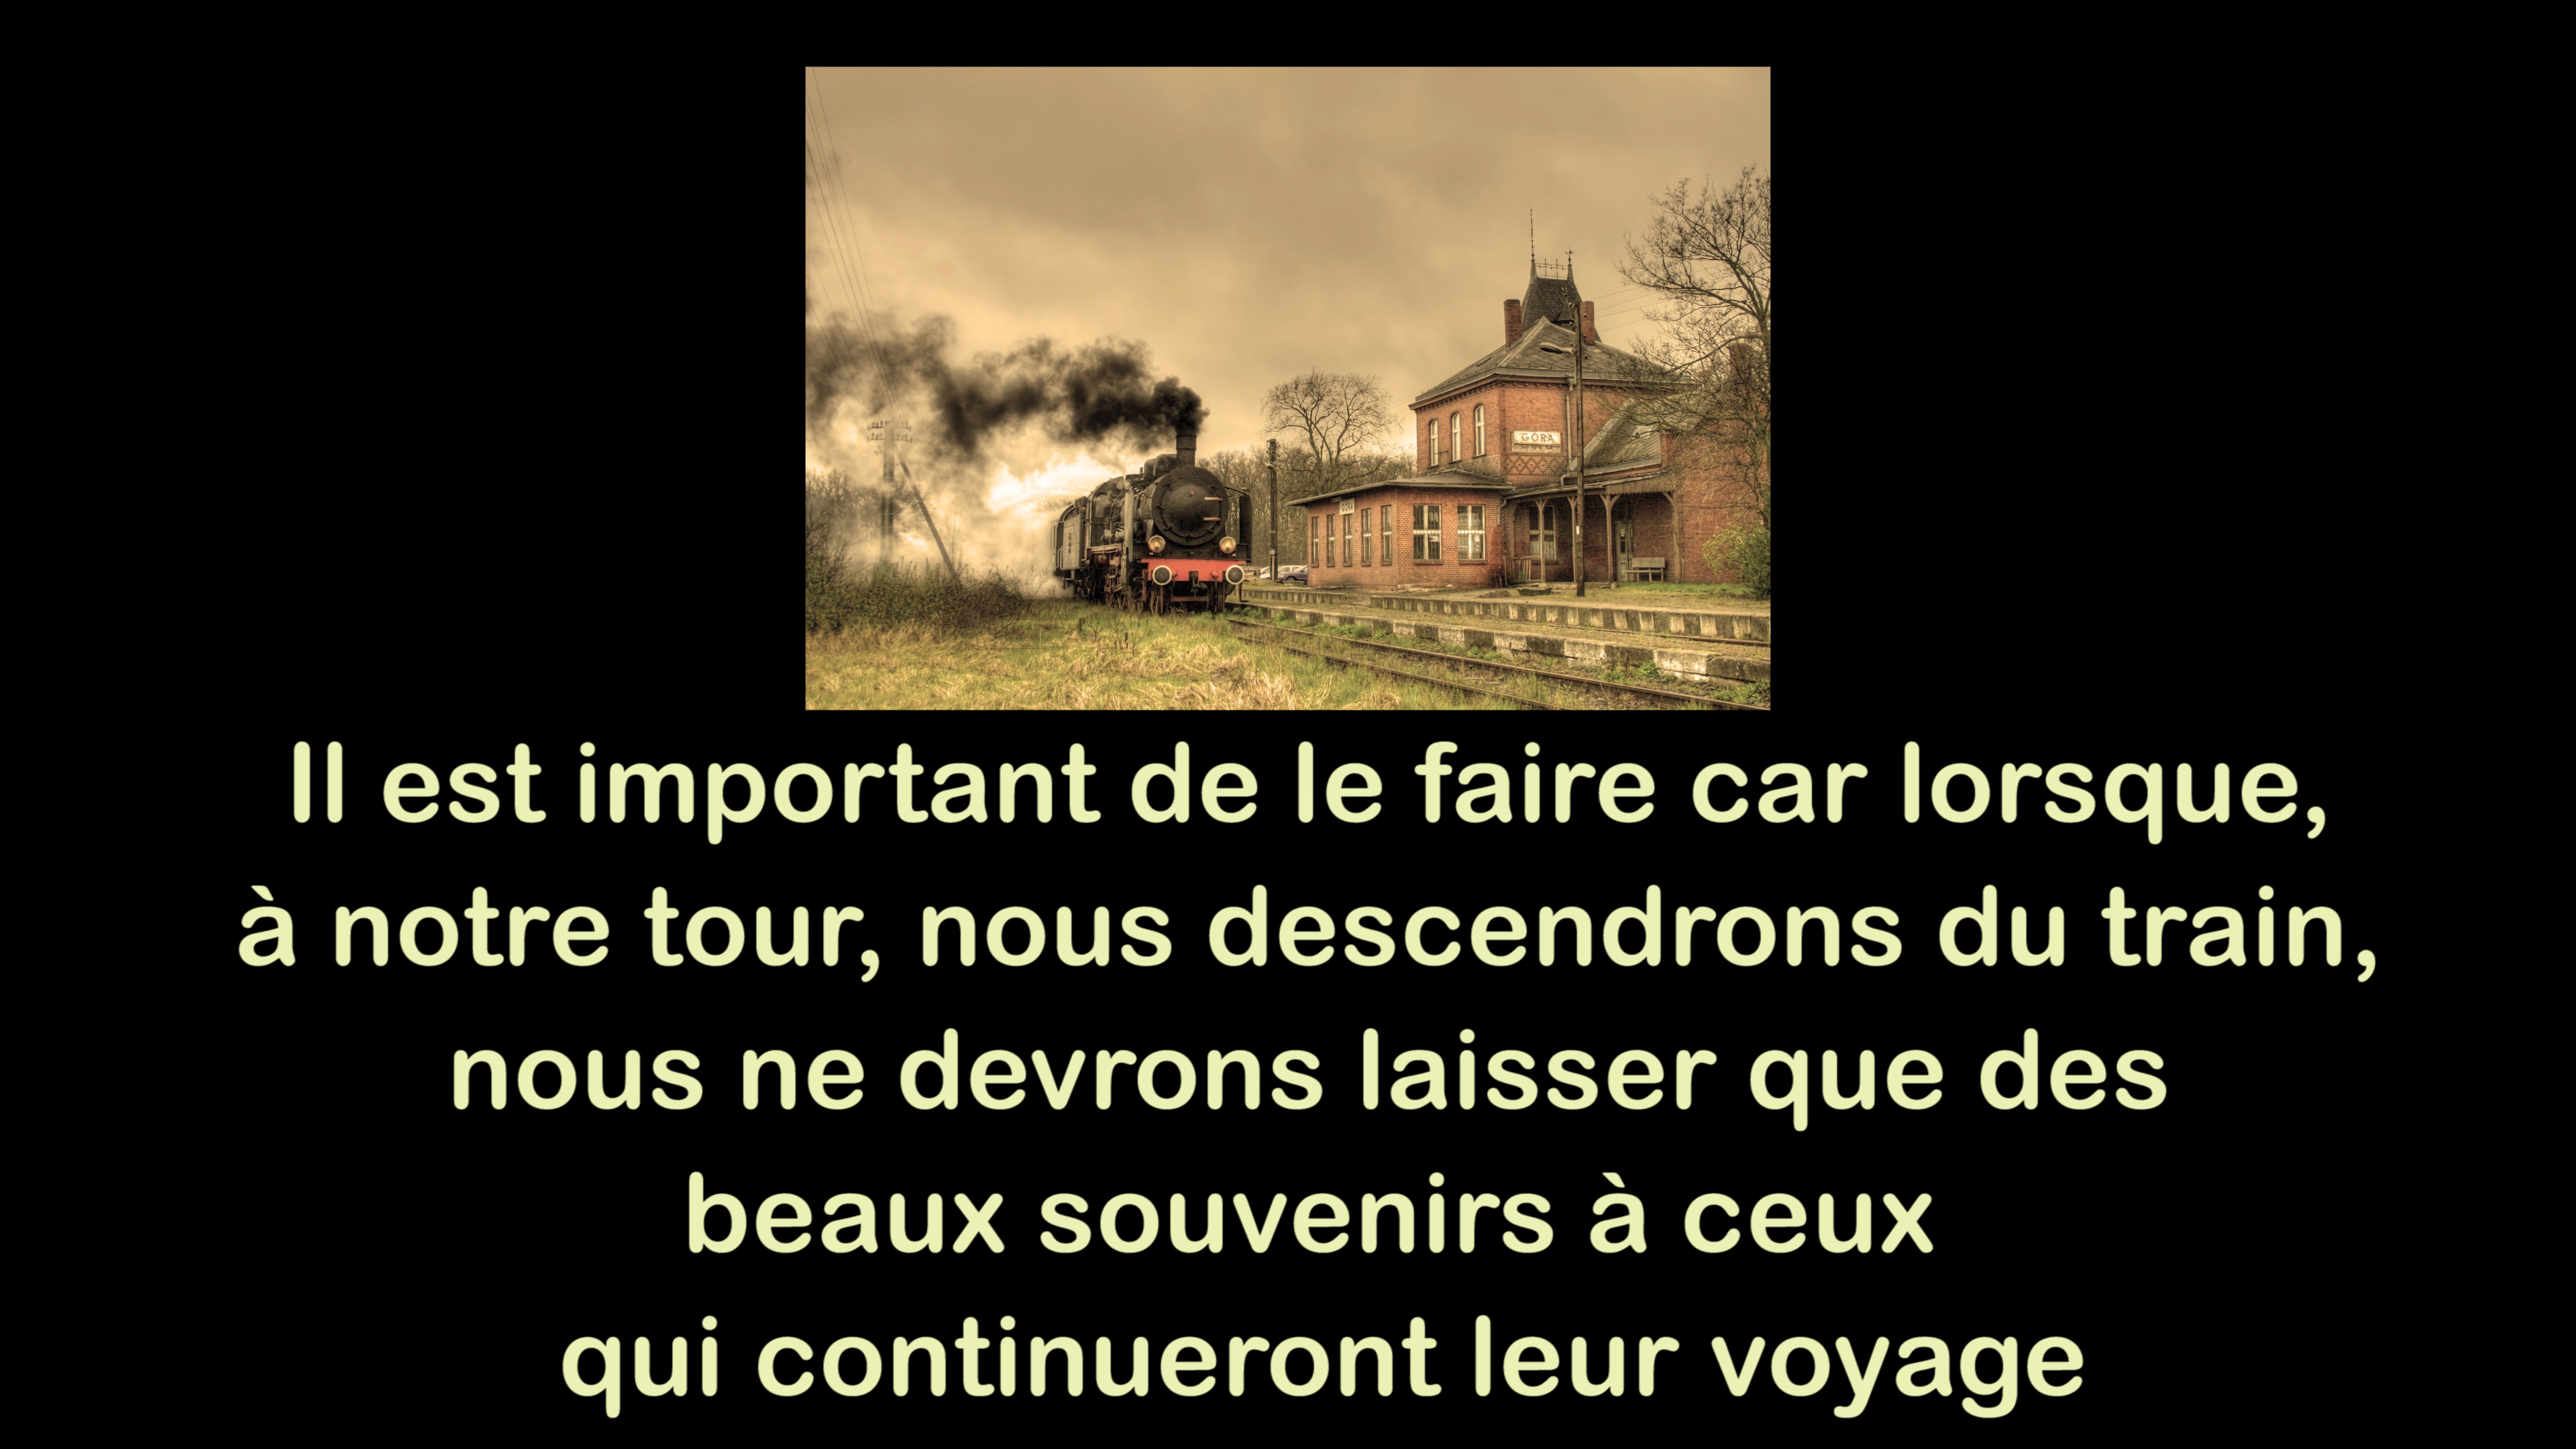 GÓRA
Il est important de le faire car lorsque,
à notre tour, nous descendrons du train,
nous ne devrons laisser que des
beaux souvenirs à ceux
qui continueront leur voyage